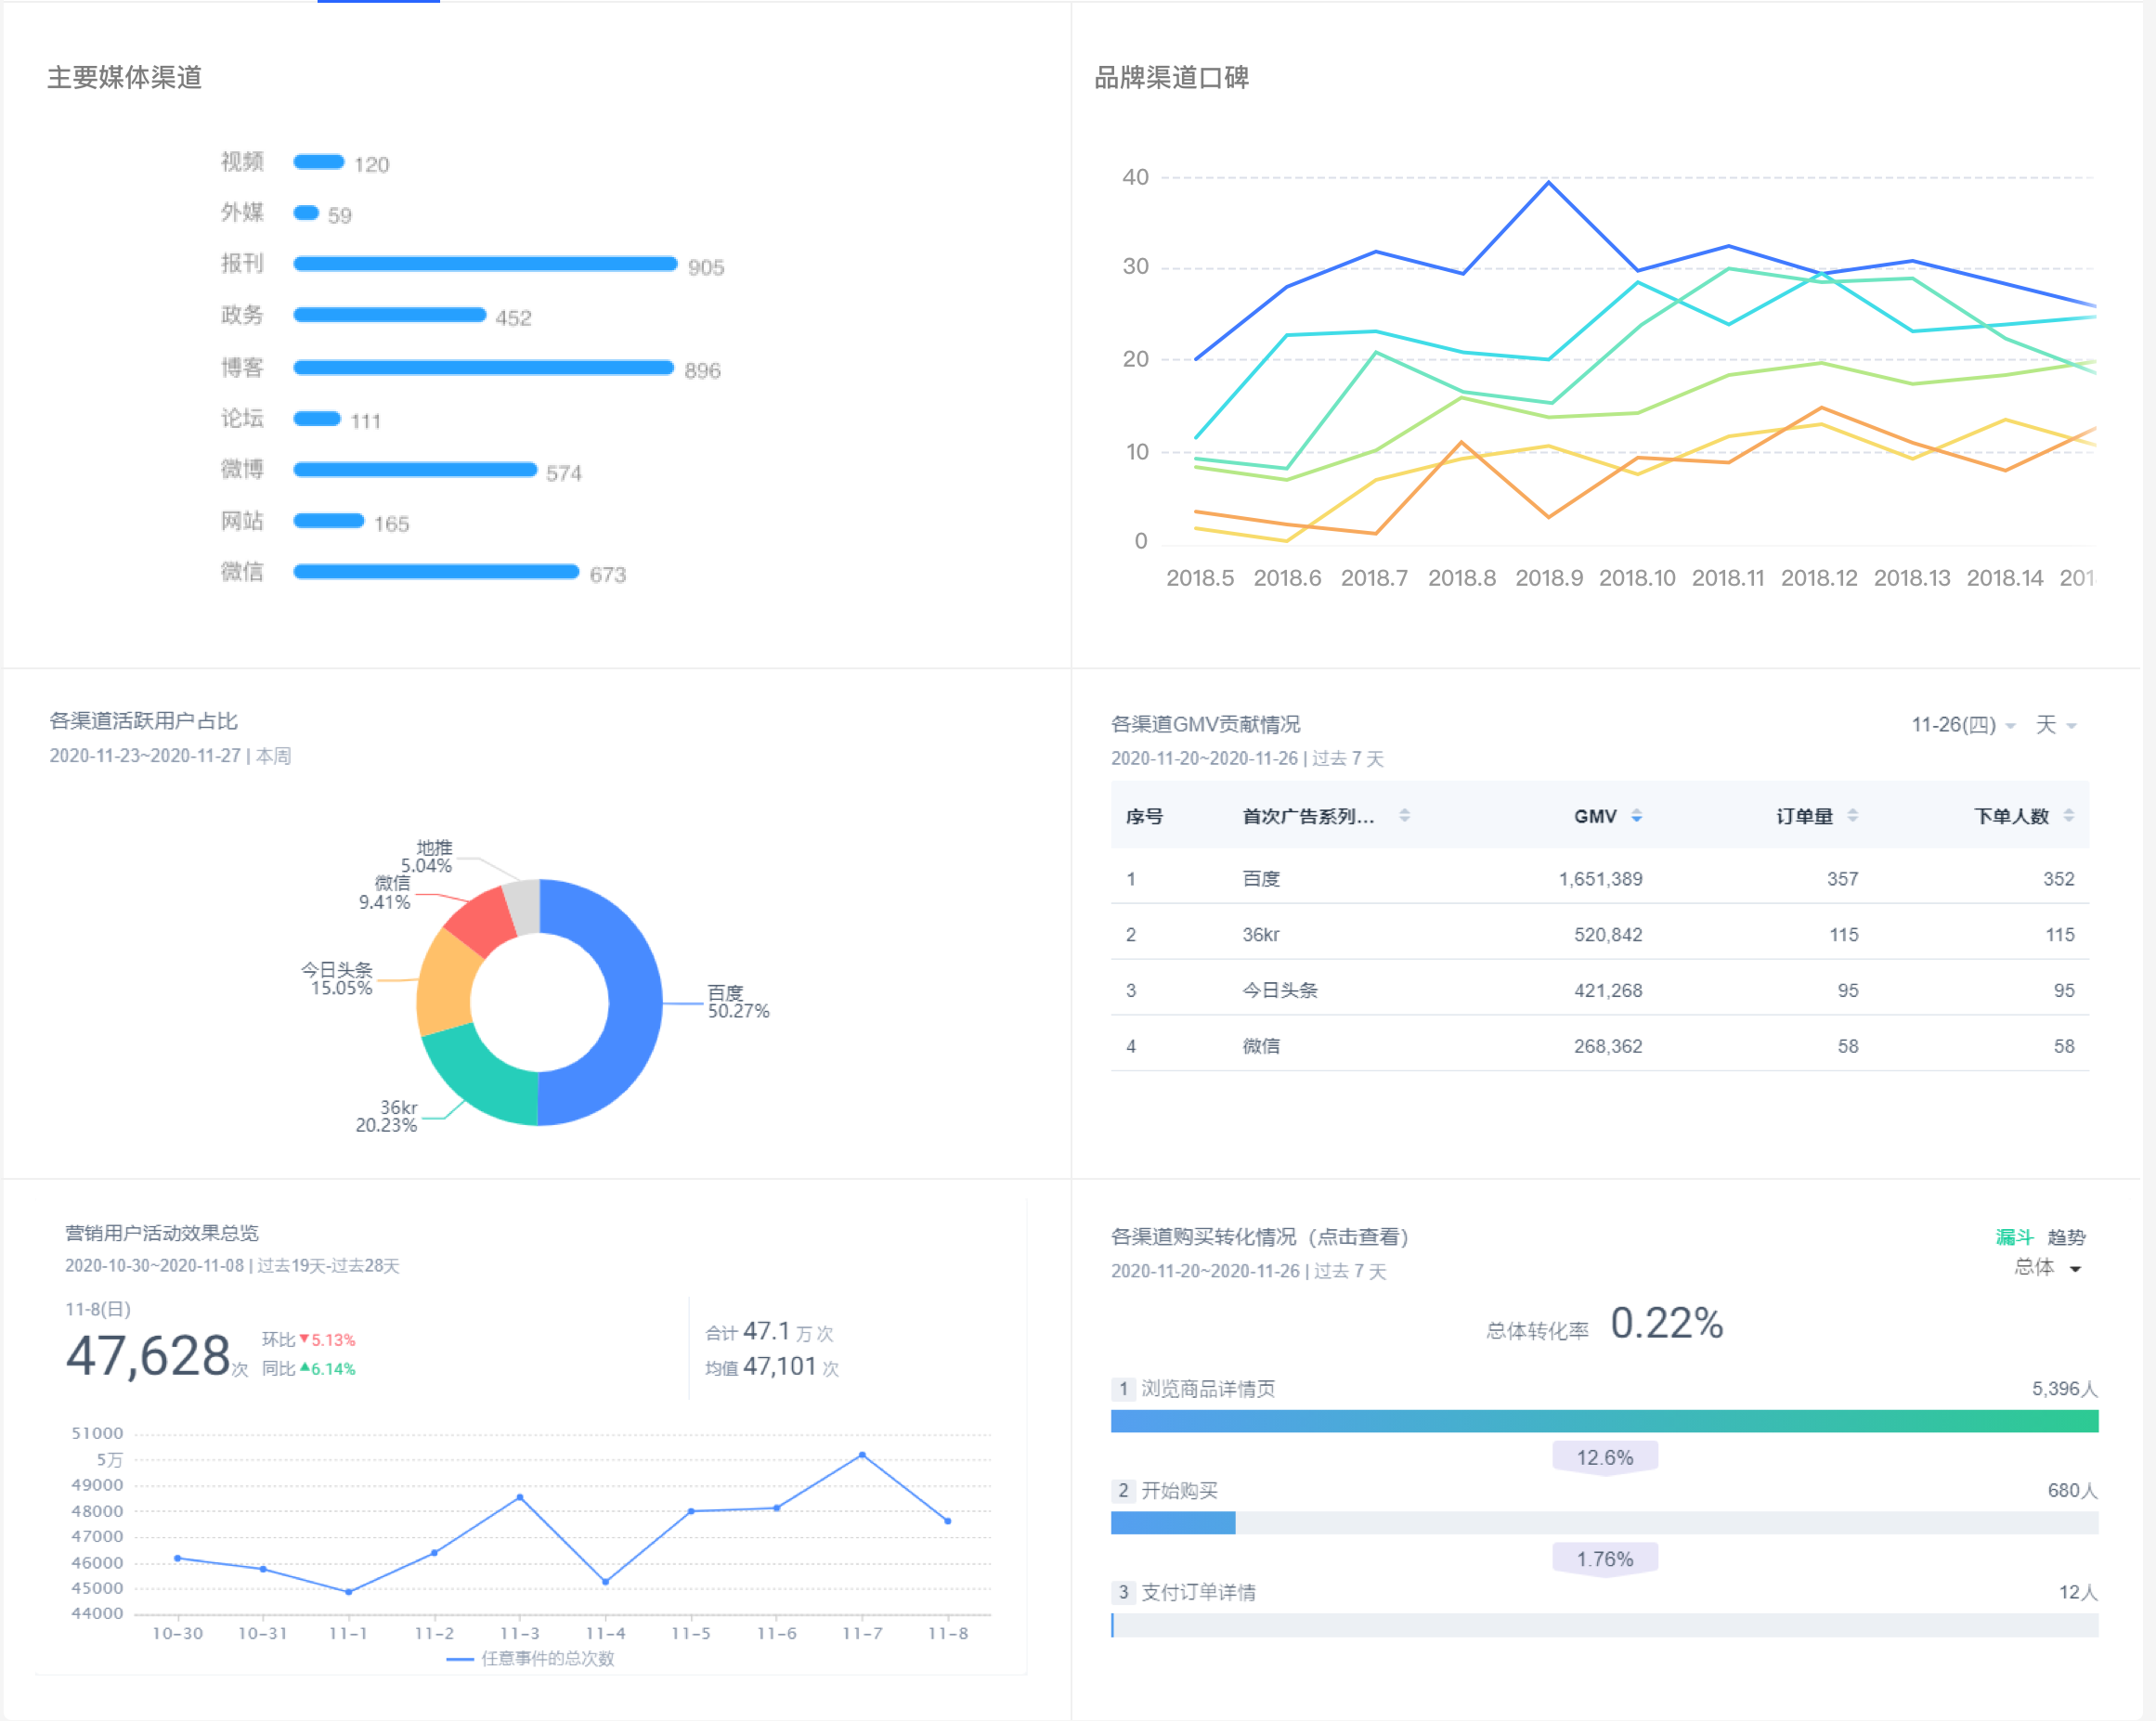 主要媒体渠道
视频 120
外媒 59
报刊 905
政务 452
博客 896
论坛 111
微博 574
网站 165
微信 673
品牌渠道口碑
40
30
20
10
0
2018.5 2018.6 2018.7 2018.8 2018.9 2018.10 2018.11 2018.12 2018.13 2018.14 201
各渠道活跃用户占比
2020-11-23~2020-11-27 | 本周
地推
5.04%
微信
9.41%
今日头条
15.05%
百度
50.27%
36kr
20.23%
各渠道GMV贡献情况 11-26(四) 天
2020-11-20~2020-11-26 | 过去 7 天
序号 首次广告系列... GMV 订单量 下单人数
1 百度 1,651,389 357 352
2 36kr 520,842 115 115
3 今日头条 421,268 95 95
4 微信 268,362 58 58
营销用户活动效果总览
2020-10-30~2020-11-08 | 过去19天-过去28天
11-8(日)
47,628次
环比▼5.13%
同比▲6.14%
合计 47.1 万 次
均值 47,101 次
51000
5万
49000
48000
47000
46000
45000
44000
10-30 10-31 11-1 11-2 11-3 11-4 11-5 11-6 11-7 11-8
任意事件的总次数
各渠道购买转化情况（点击查看） 漏斗 趋势
2020-11-20~2020-11-26 | 过去 7 天 总体
总体转化率 0.22%
1 浏览商品详情页 5,396人
12.6%
2 开始购买 680人
1.76%
3 支付订单详情 12人